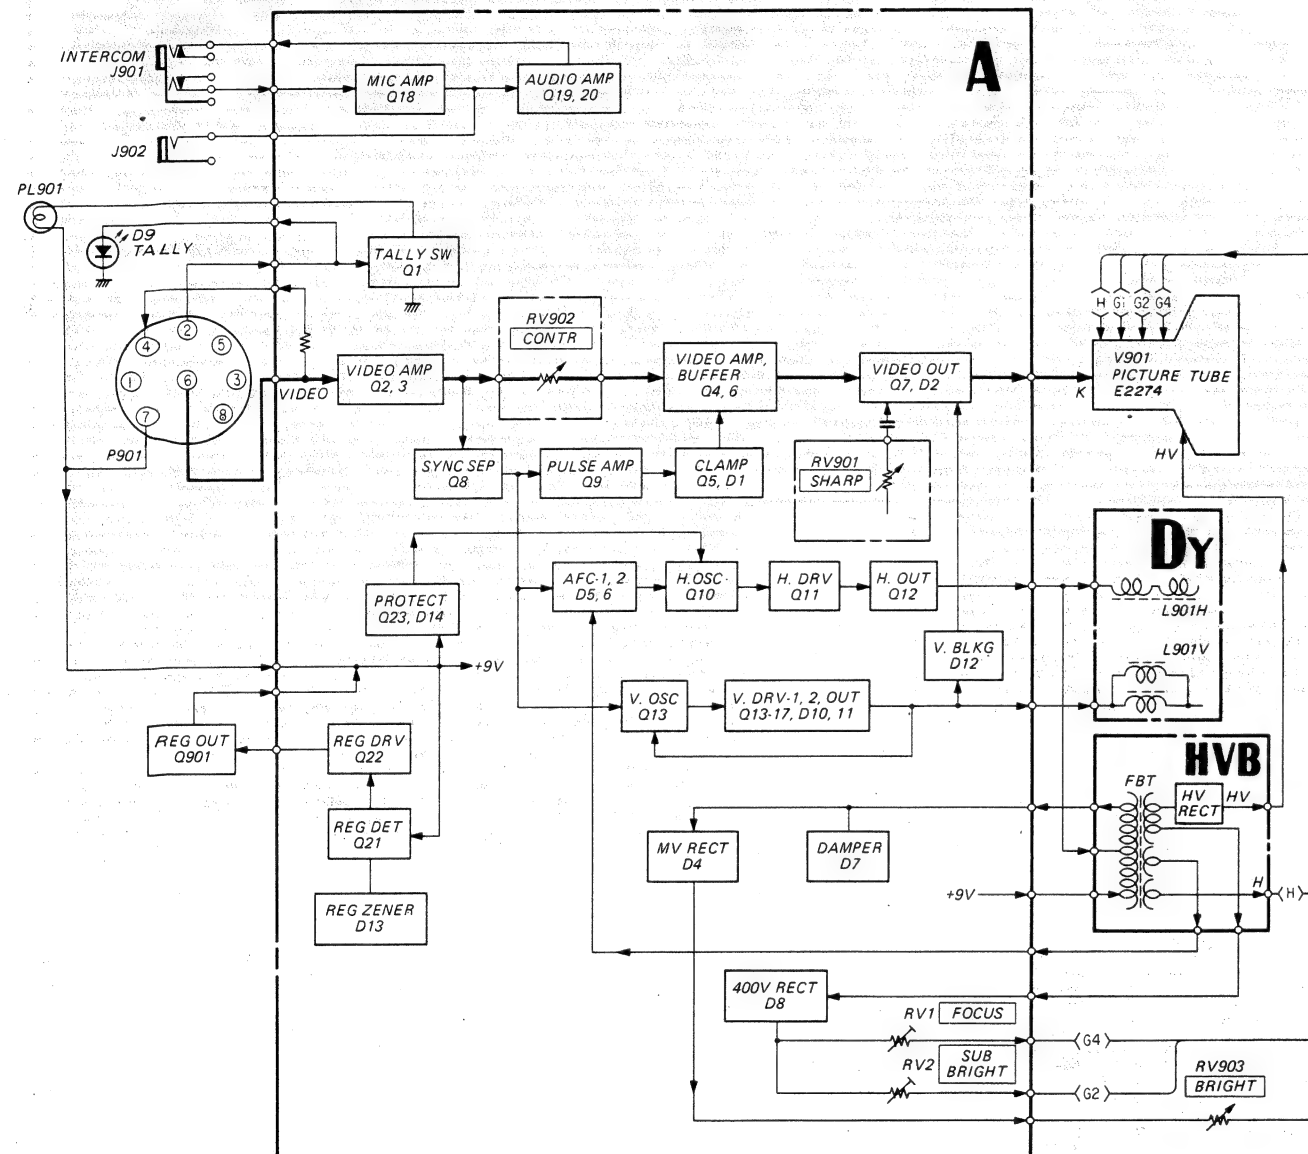 A
INTERCOM
J901
MIC AMP
Q18
AUDIO AMP
Q19, 20
J902
PL901
D9
TALLY
TALLY SW
Q1
2
4
5
1
6
3
7
8
P901
VIDEO
VIDEO AMP
Q2, 3
RV902
CONTR
VIDEO AMP,
BUFFER
Q4, 6
VIDEO OUT
Q7, D2
H
G1
G2
G4
V901
PICTURE TUBE
E2274
K
HV
SYNC SEP
Q8
PULSE AMP
Q9
CLAMP
Q5, D1
RV901
SHARP
DY
L901H
L901V
PROTECT
Q23, D14
AFC-1, 2
D5, 6
H.OSC
Q10
H. DRV
Q11
H. OUT
Q12
+9V
V. BLKG
D12
V. OSC
Q13
V. DRV-1, 2, OUT
Q13-17, D10, 11
REG OUT
Q901
REG DRV
Q22
REG DET
Q21
REG ZENER
D13
HVB
FBT
HV
RECT
HV
MV RECT
D4
DAMPER
D7
+9V
H
H
400V RECT
D8
RV1
FOCUS
G4
RV2
SUB
BRIGHT
G2
RV903
BRIGHT